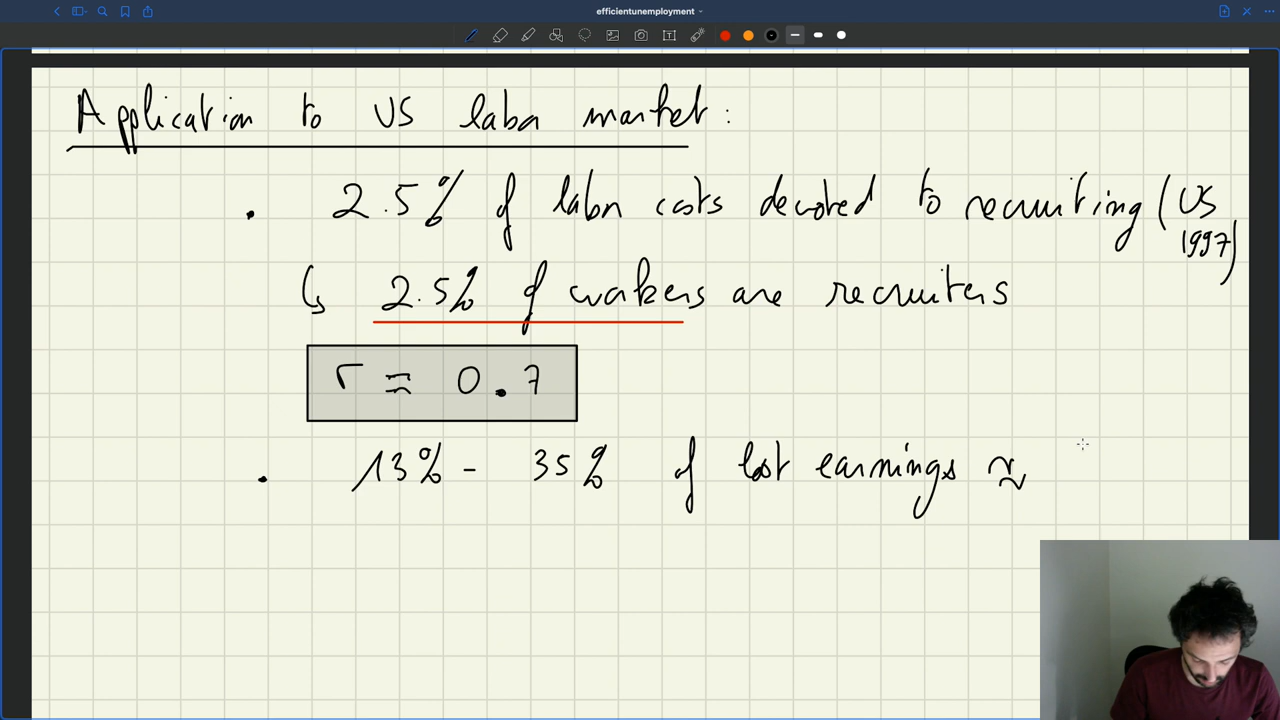 efficientunemployment
Application to US labor market:
. 2.5% of labor costs devoted to recruiting (US 1997)
↳ 2.5% of workers are recruiters
r ≈ 0.7
. 13% - 35% of lost earnings ≈